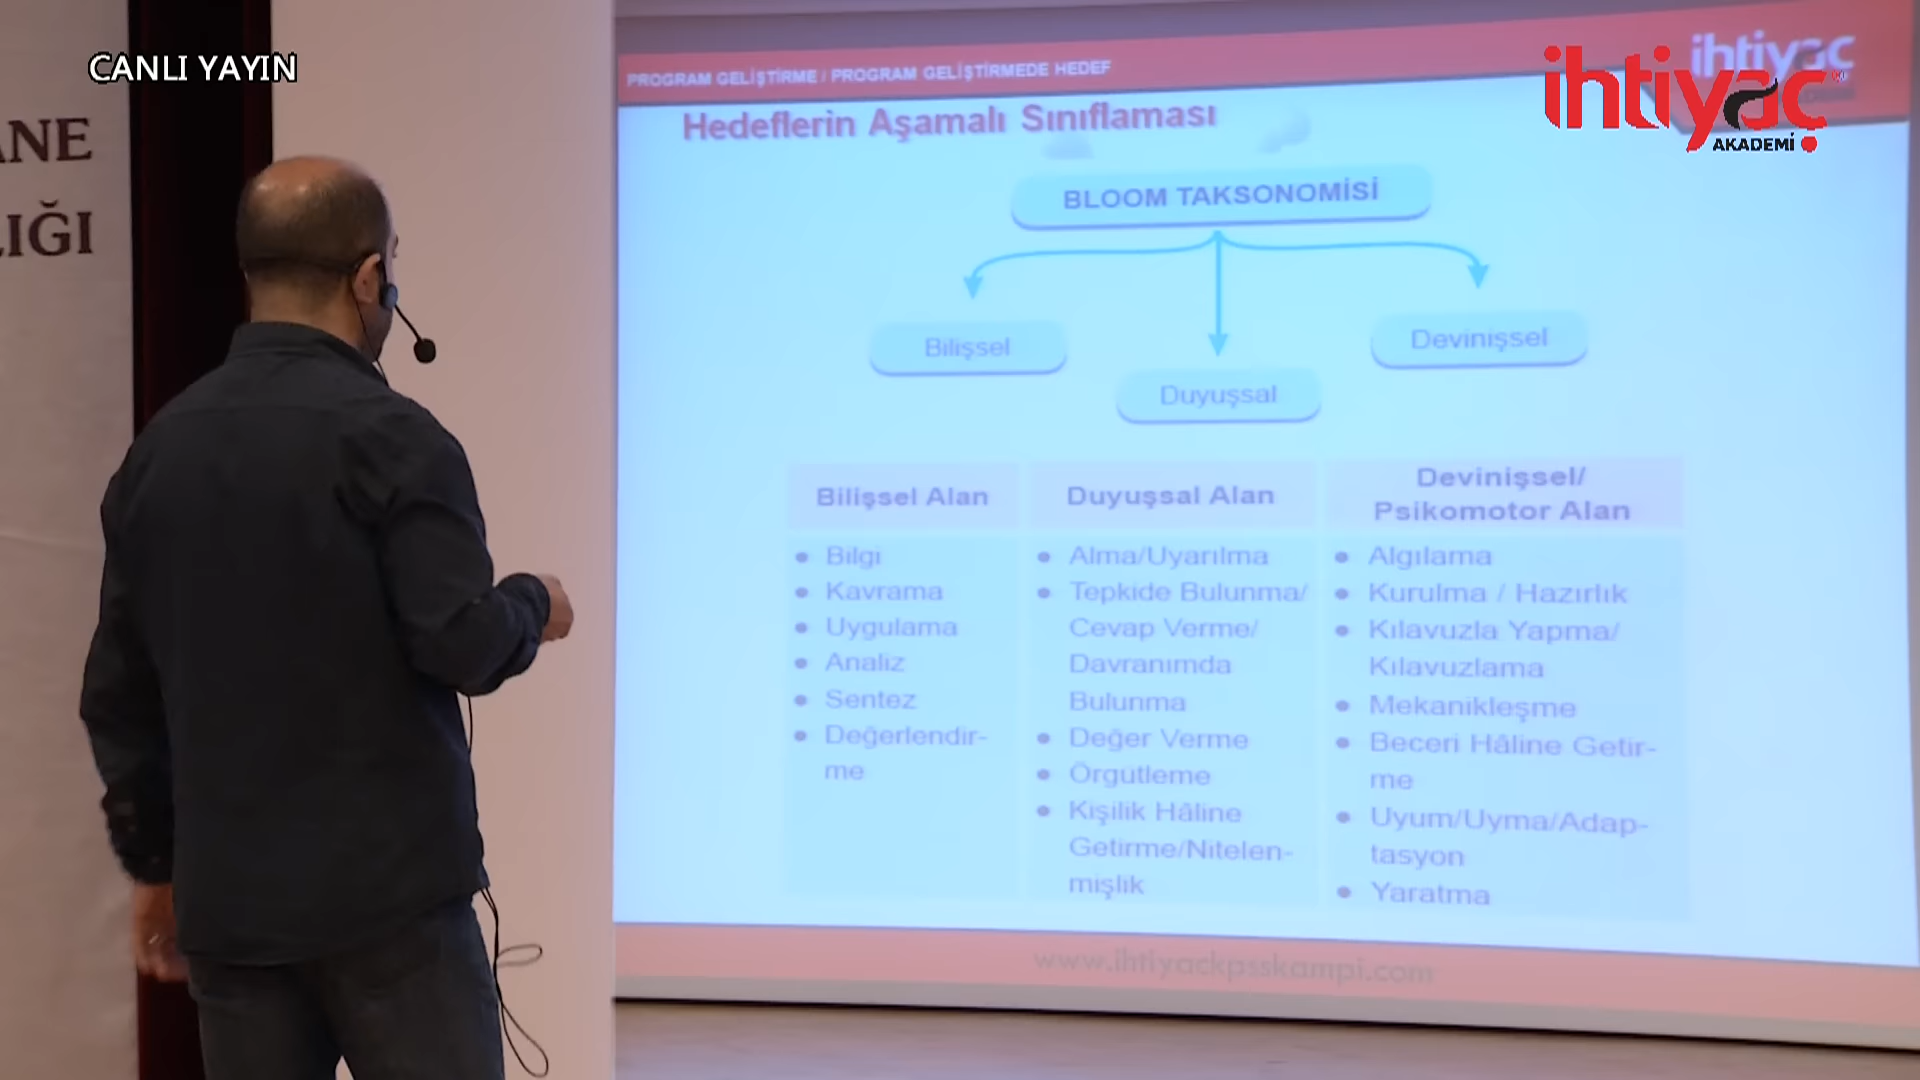 CANLI YAYIN
ANE
LIĞI
PROGRAM GELİŞTİRME / PROGRAM GELİŞTİRMEDE HEDEF
ihtiyaç
ihtiyaç
AKADEMİ
Hedeflerin Aşamalı Sınıflaması
BLOOM TAKSONOMİSİ
Bilişsel
Duyuşsal
Devinişsel
Bilişsel Alan
• Bilgi
• Kavrama
• Uygulama
• Analiz
• Sentez
• Değerlendir-
me
Duyuşsal Alan
• Alma/Uyarılma
• Tepkide Bulunma/
Cevap Verme/
Davranımda
Bulunma
• Değer Verme
• Örgütleme
• Kişilik Hâline
Getirme/Nitelen-
mişlik
Devinişsel/
Psikomotor Alan
• Algılama
• Kurulma / Hazırlık
• Kılavuzla Yapma/
Kılavuzlama
• Mekanikleşme
• Beceri Hâline Getir-
me
• Uyum/Uyma/Adap-
tasyon
• Yaratma
www.ihtiyackpsskampi.com